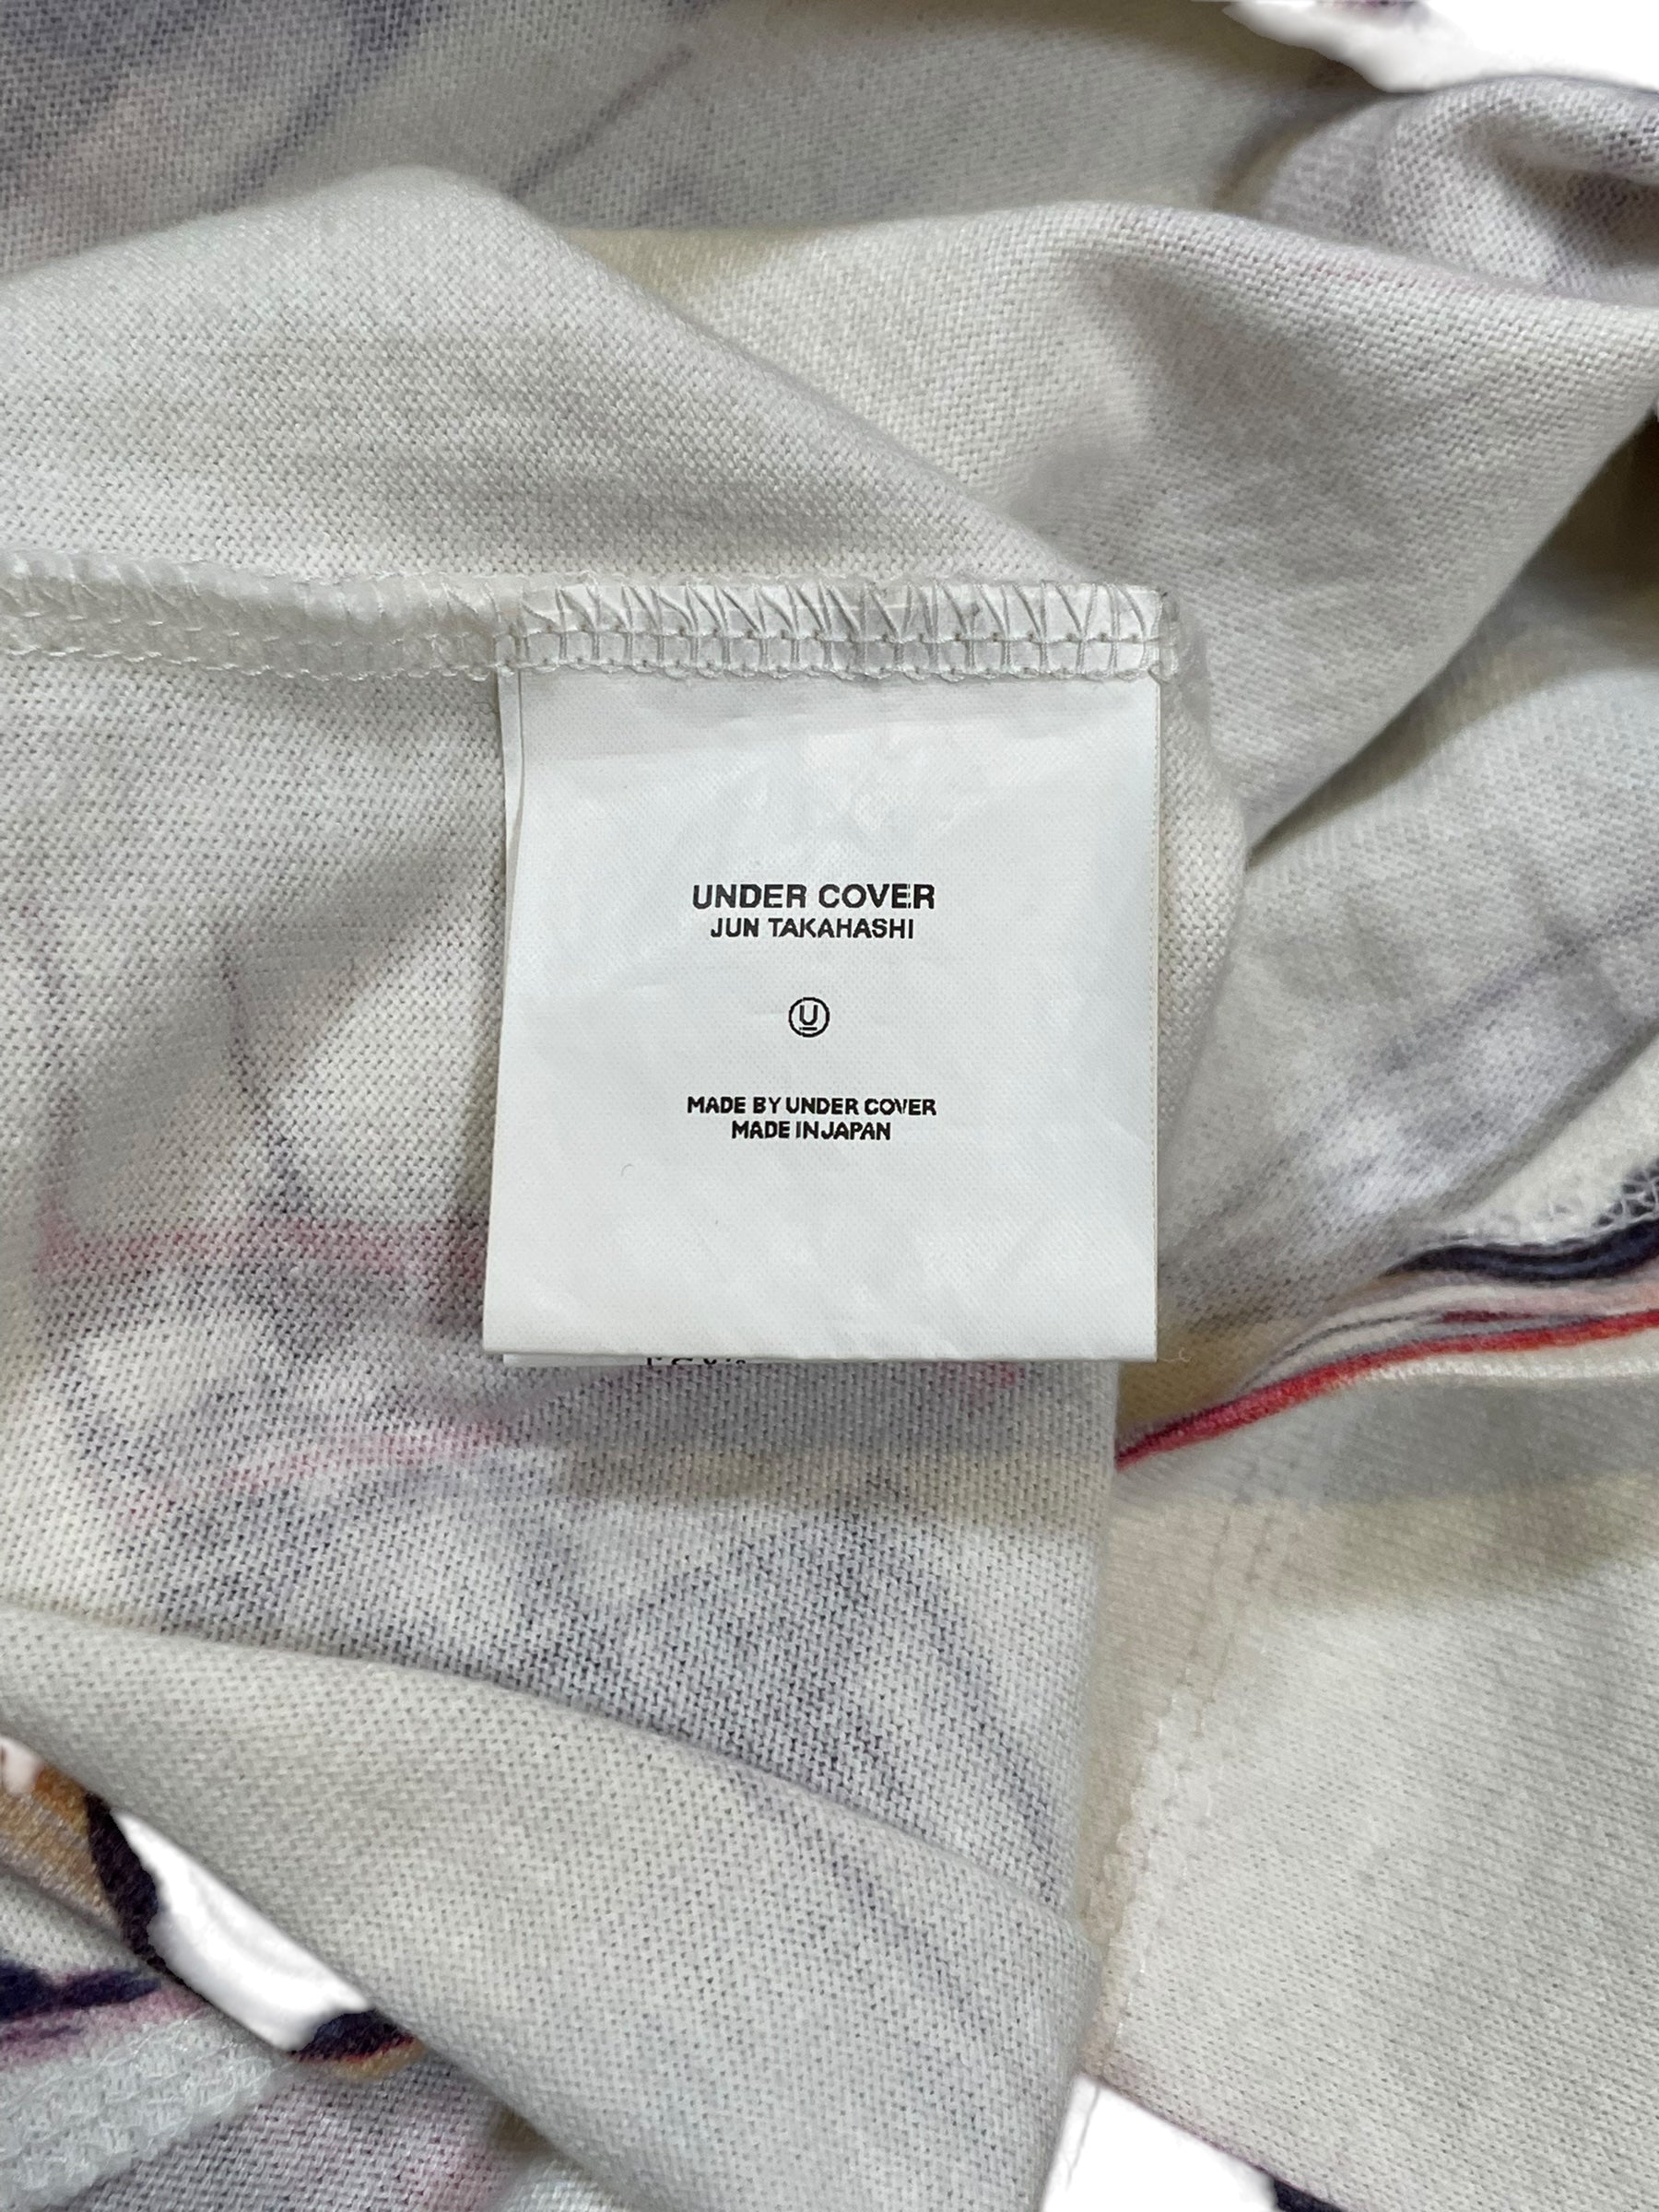 UNDER COVER
JUN TAKAHASHI
U
MADE BY UNDER COVER
MADE IN JAPAN